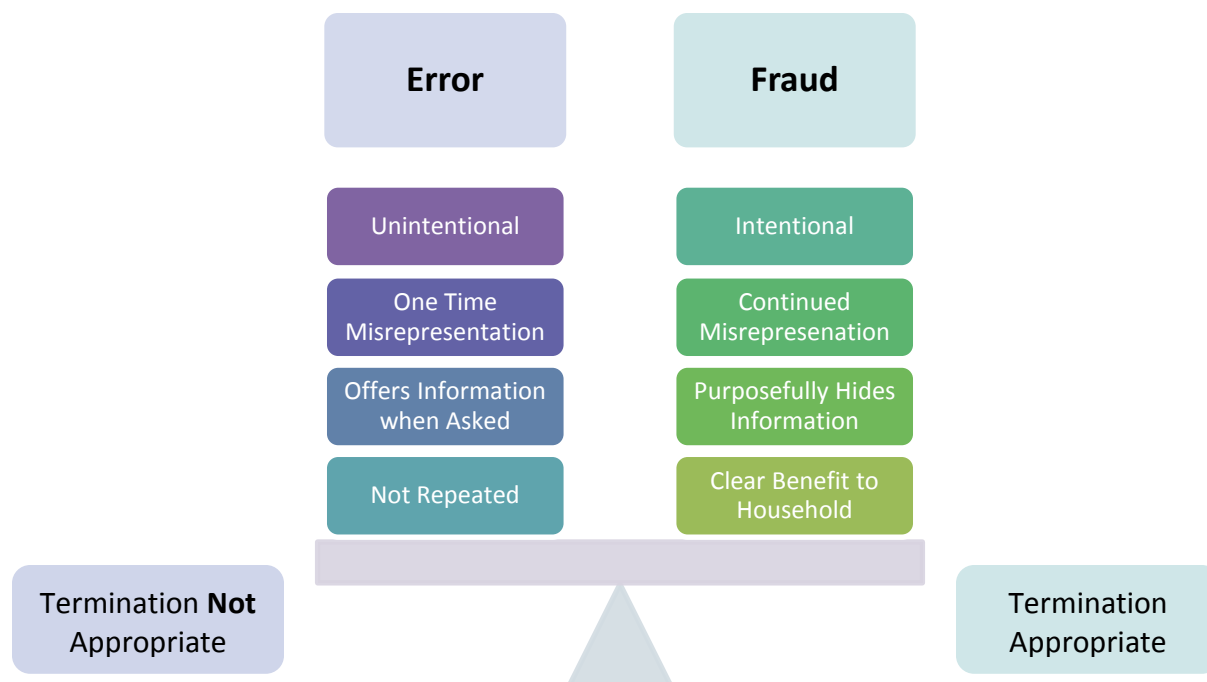 Error
Fraud
Unintentional
Intentional
One Time
Misrepresentation
Continued
Misrepresenation
Offers Information
when Asked
Purposefully Hides
Information
Not Repeated
Clear Benefit to
Household
Termination Not
Appropriate
Termination
Appropriate